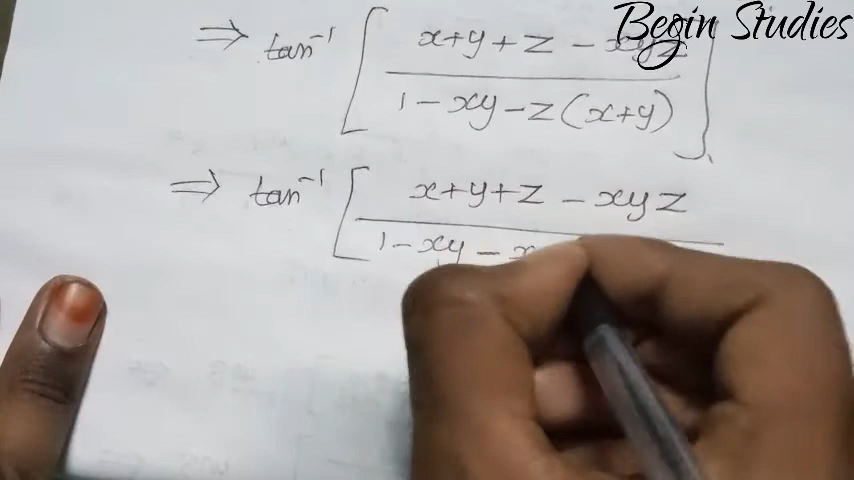 Begin Studies
⇒ tan⁻¹ [ x+y+z - xyz
1 - xy - z(x+y) ]
⇒ tan⁻¹ [ x+y+z - xyz
1 - xy -